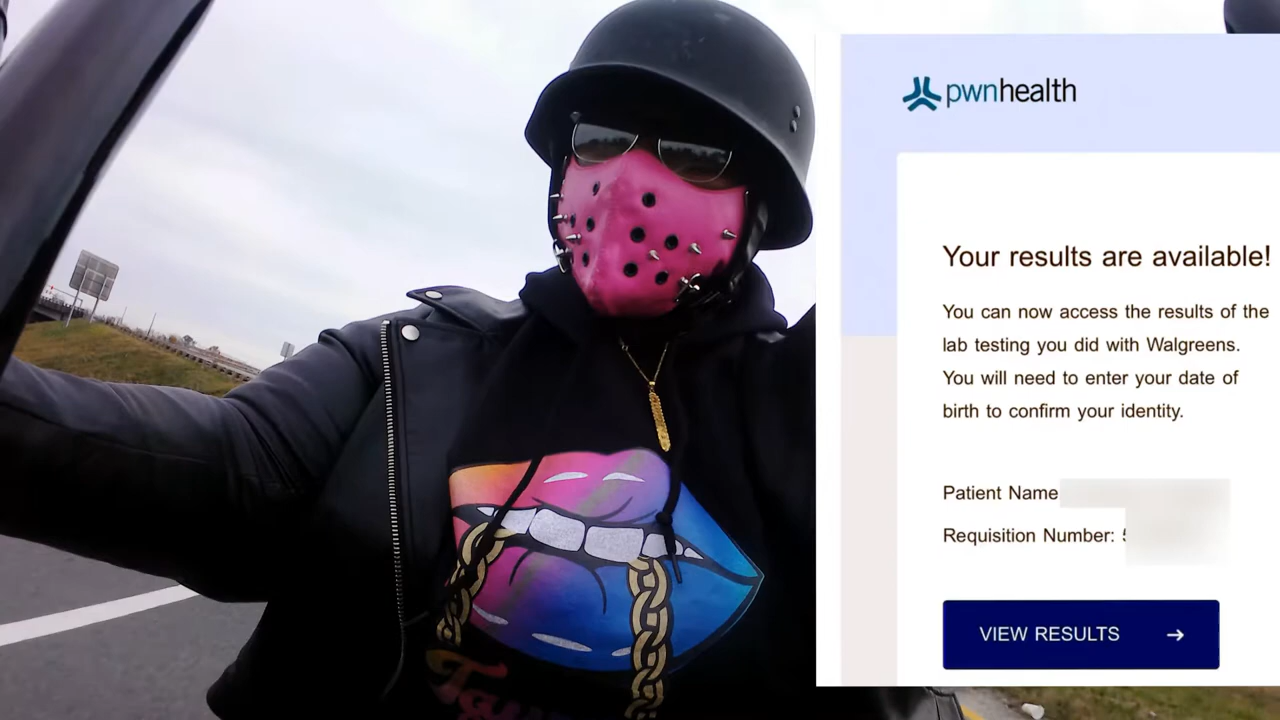 pwnhealth
Your results are available!
You can now access the results of the
lab testing you did with Walgreens.
You will need to enter your date of
birth to confirm your identity.
Patient Name
Requisition Number:
VIEW RESULTS →